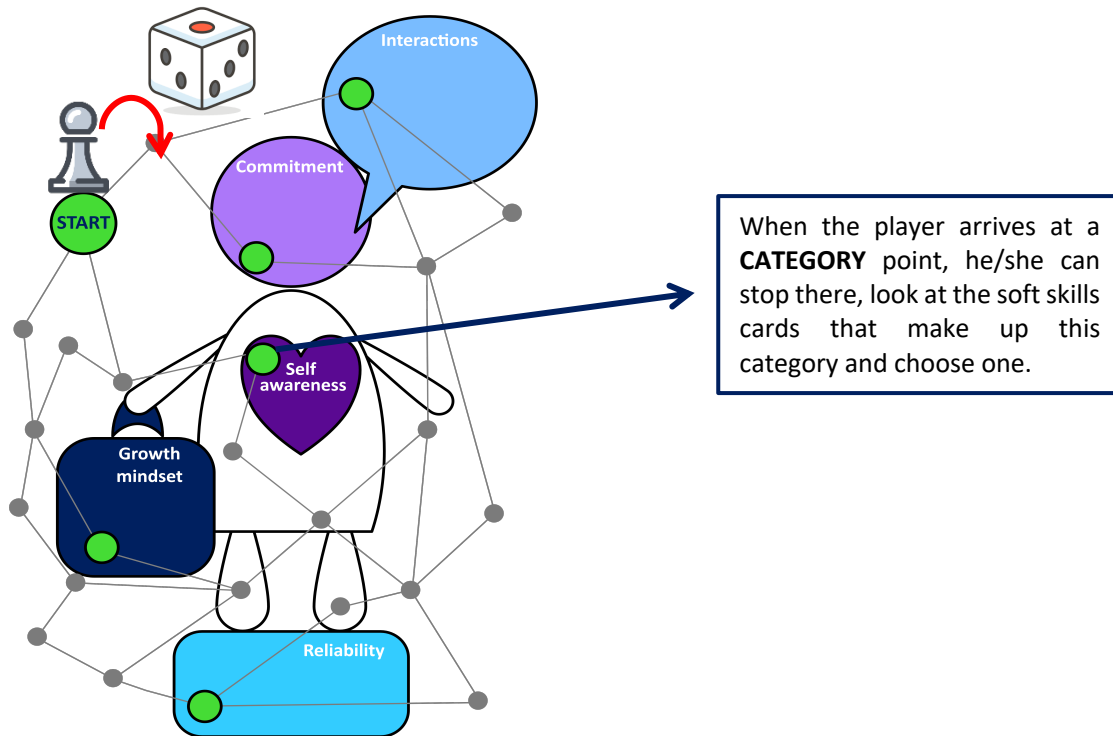 Interactions
Commitment
START
Self
awareness
Growth
mindset
Reliability
When the player arrives at a
CATEGORY point, he/she can
stop there, look at the soft skills
cards that make up this
category and choose one.